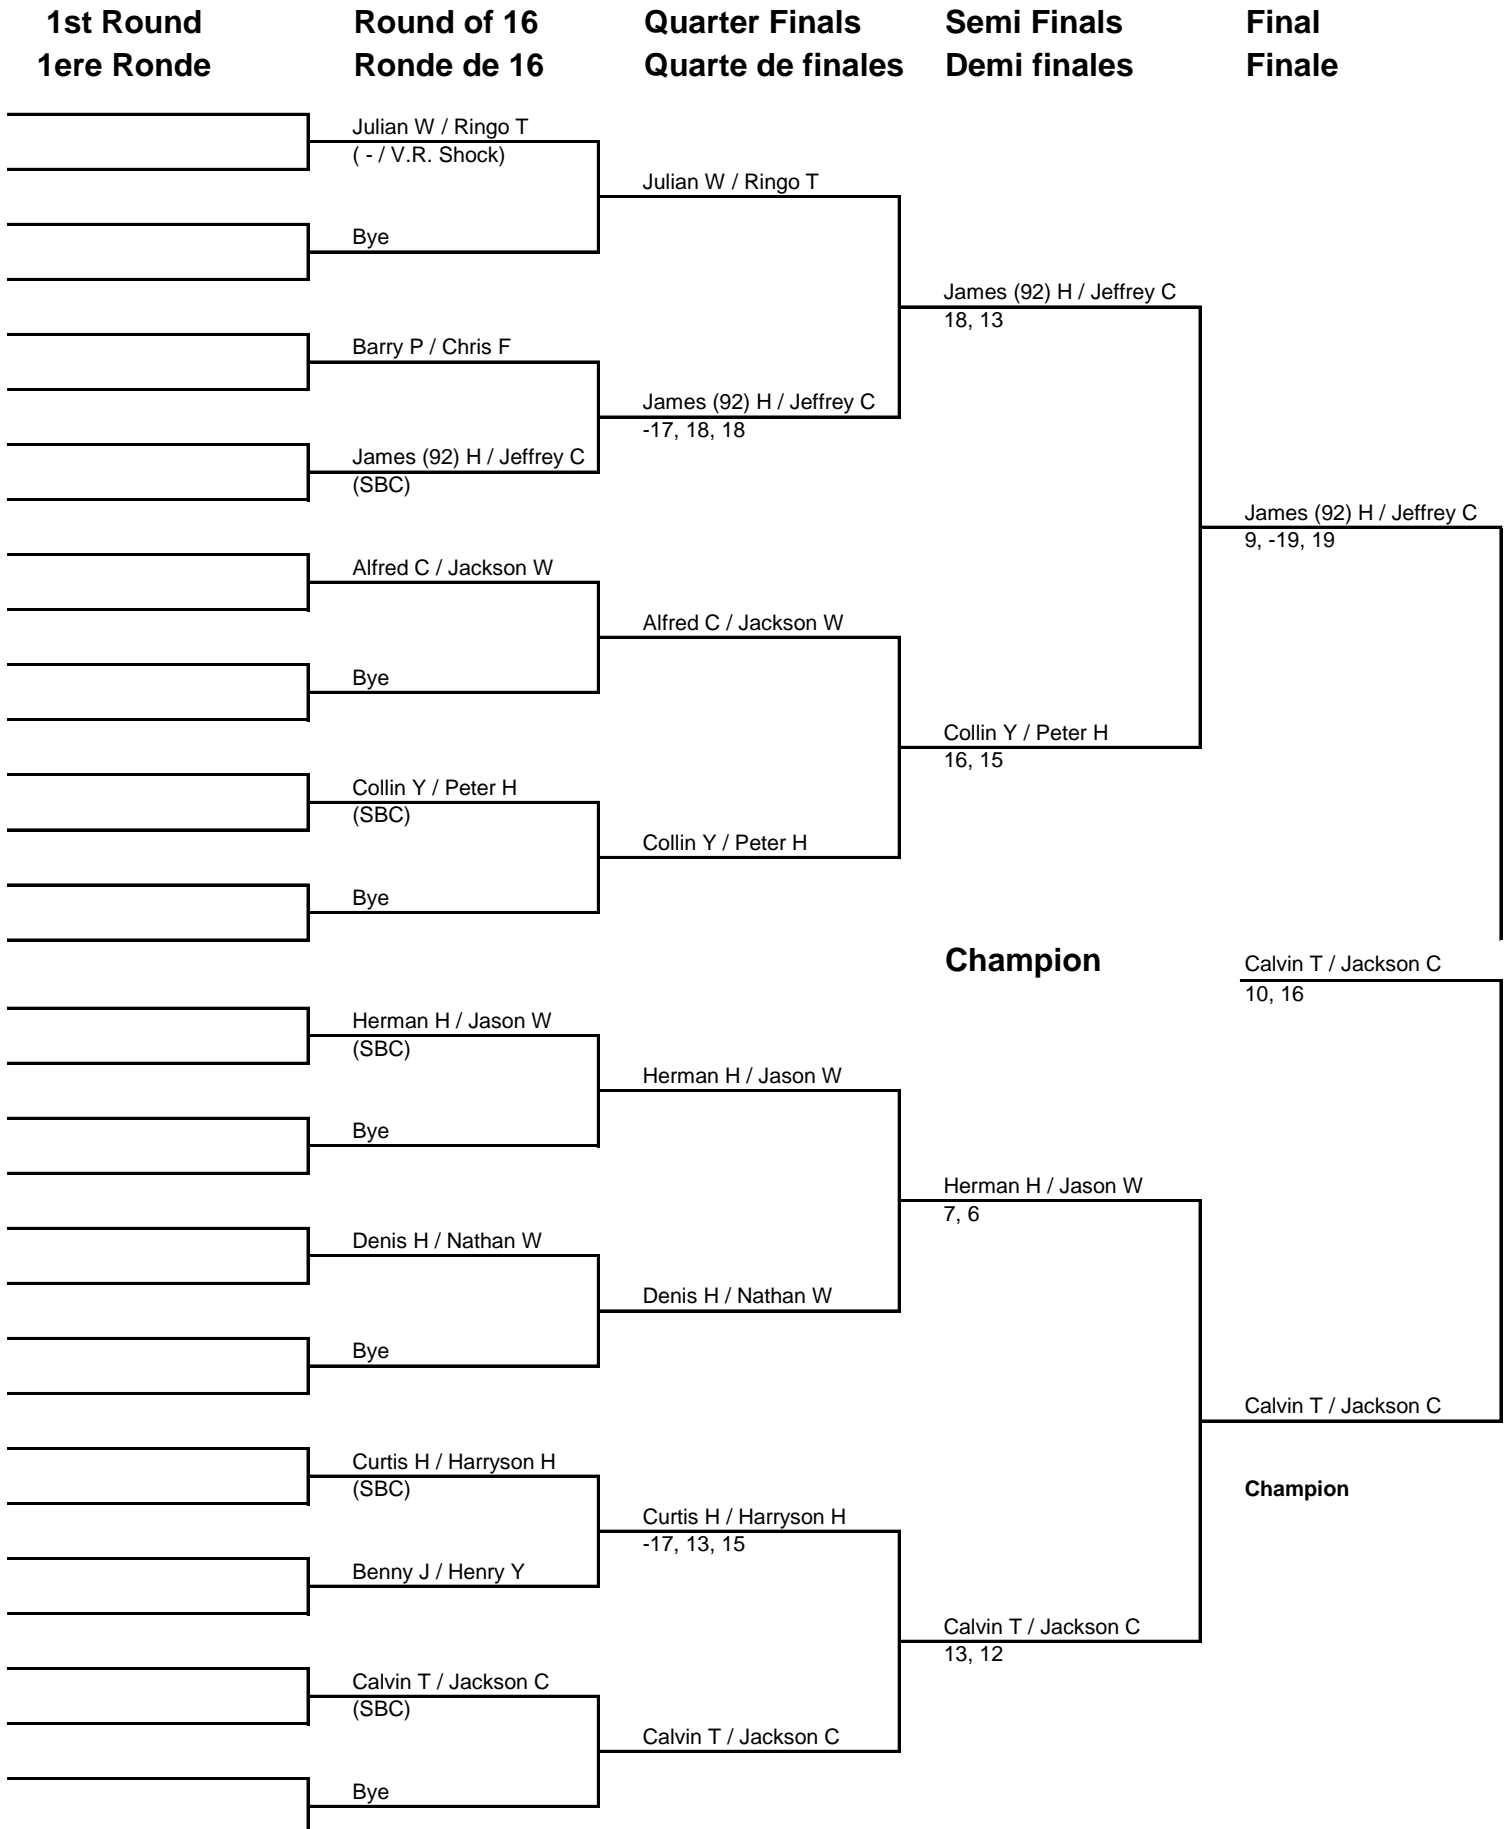 1st Round
1ere Ronde
Round of 16
Ronde de 16
Quarter Finals
Quarte de finales
Semi Finals
Demi finales
Final
Finale
Julian W / Ringo T
( - / V.R. Shock)
Julian W / Ringo T
Bye
James (92) H / Jeffrey C
18, 13
Barry P / Chris F
James (92) H / Jeffrey C
-17, 18, 18
James (92) H / Jeffrey C
(SBC)
James (92) H / Jeffrey C
9, -19, 19
Alfred C / Jackson W
Alfred C / Jackson W
Bye
Collin Y / Peter H
16, 15
Collin Y / Peter H
(SBC)
Collin Y / Peter H
Bye
Champion
Calvin T / Jackson C
10, 16
Herman H / Jason W
(SBC)
Herman H / Jason W
Bye
Herman H / Jason W
7, 6
Denis H / Nathan W
Denis H / Nathan W
Bye
Calvin T / Jackson C
Curtis H / Harryson H
(SBC)
Champion
Curtis H / Harryson H
-17, 13, 15
Benny J / Henry Y
Calvin T / Jackson C
13, 12
Calvin T / Jackson C
(SBC)
Calvin T / Jackson C
Bye